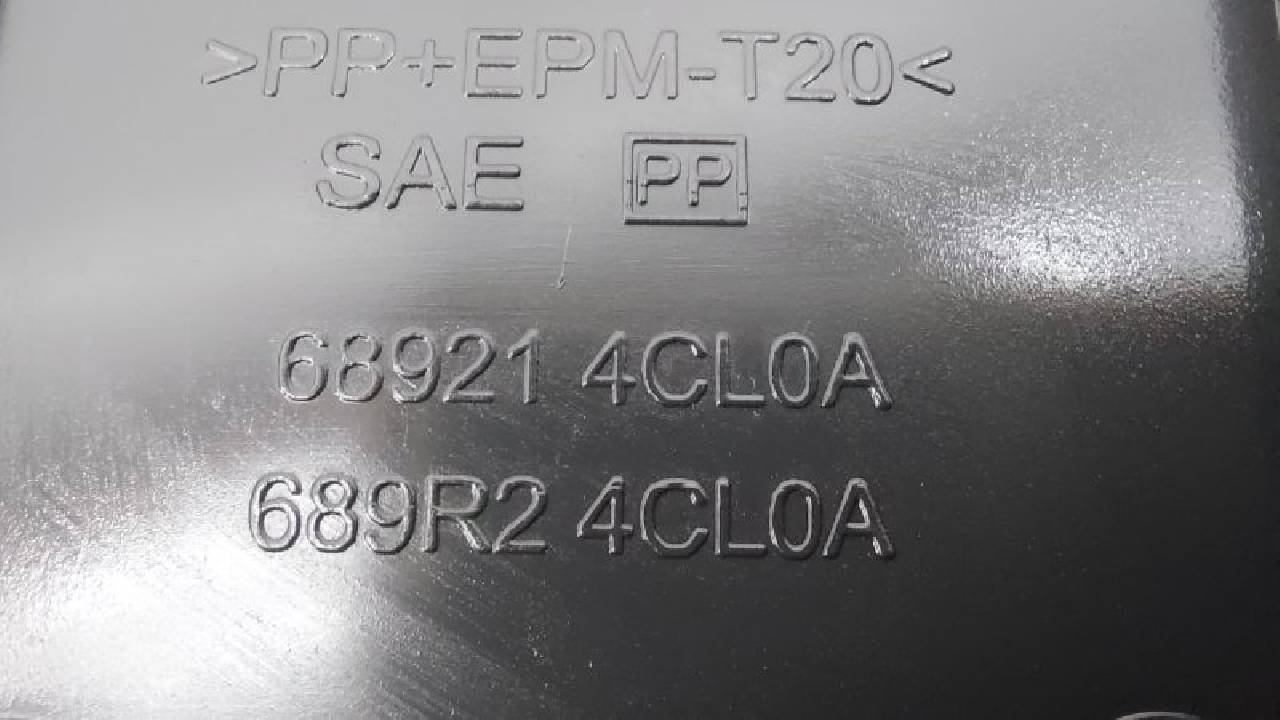 >PP+EPM-T20<
SAE PP
68921 4CL0A
689R2 4CL0A